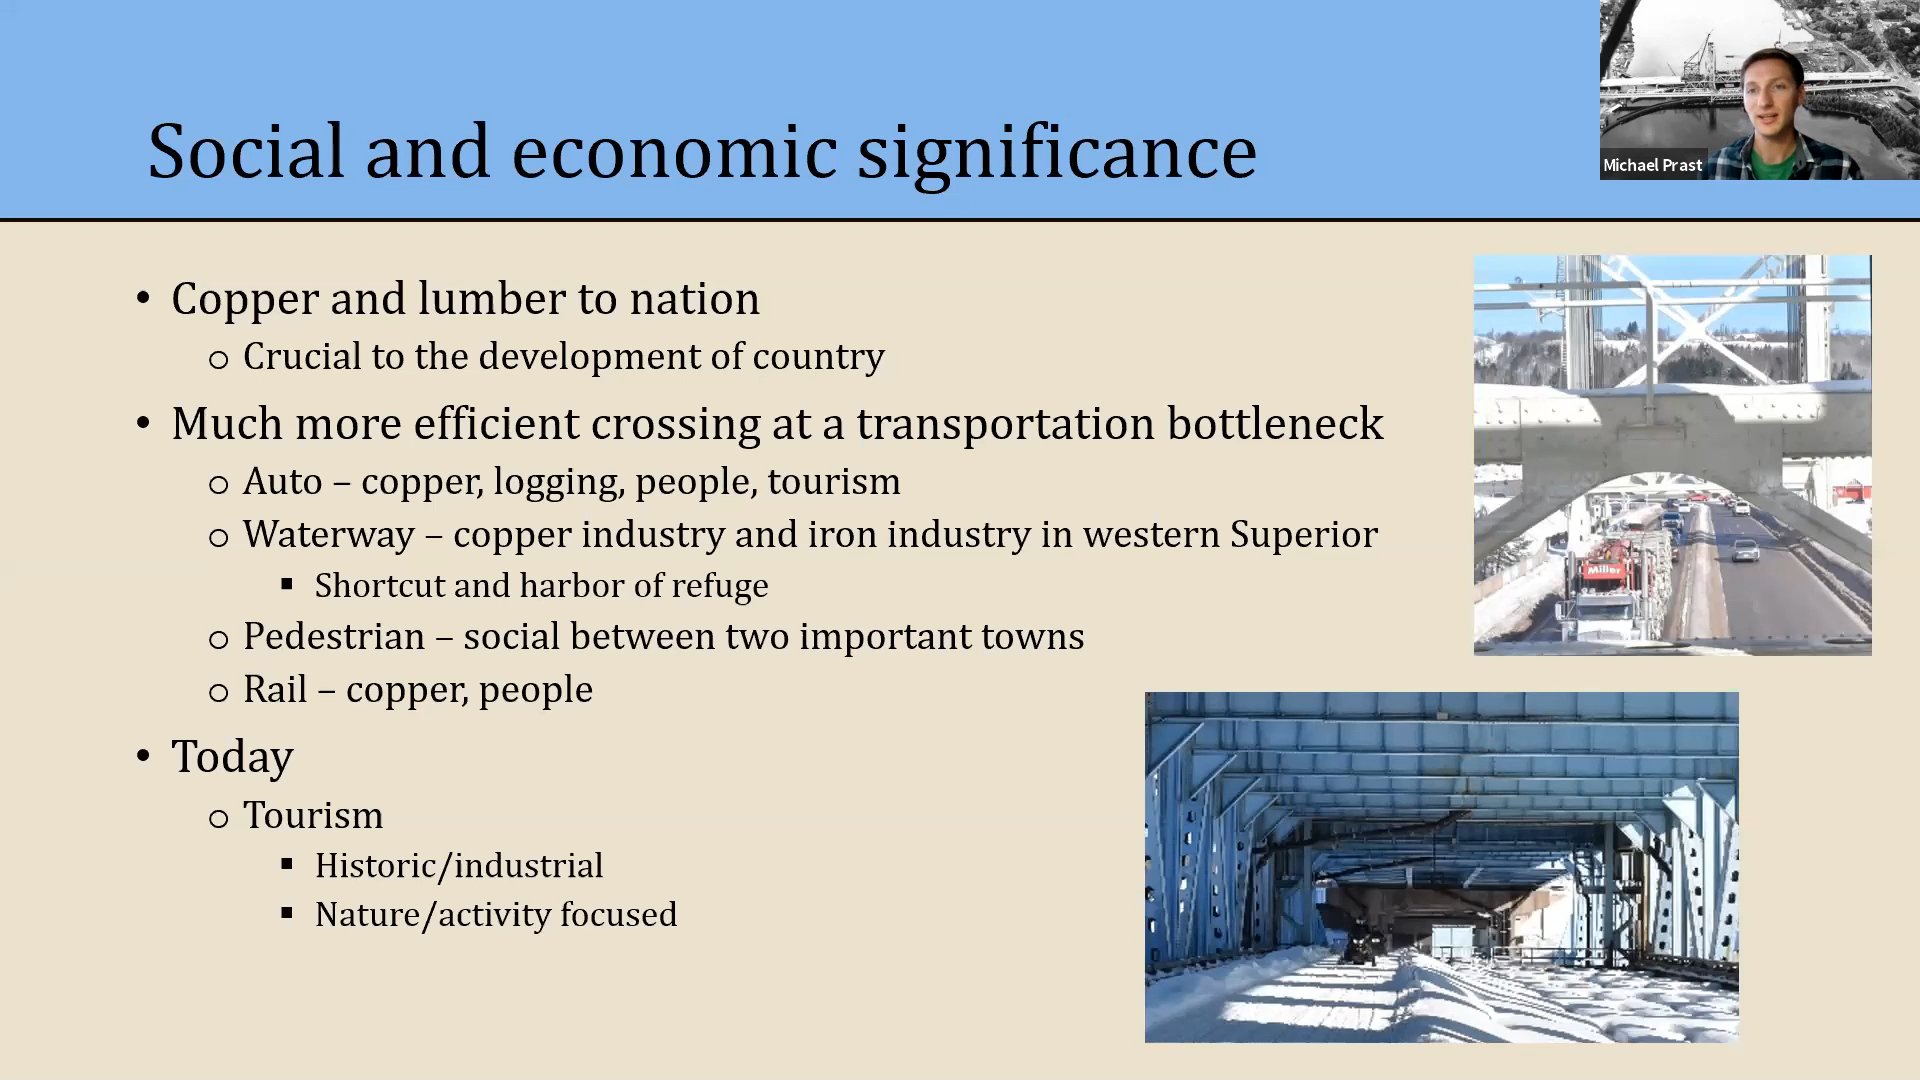 Social and economic significance
Michael Prast
• Copper and lumber to nation
o Crucial to the development of country
• Much more efficient crossing at a transportation bottleneck
o Auto – copper, logging, people, tourism
o Waterway – copper industry and iron industry in western Superior
▪ Shortcut and harbor of refuge
o Pedestrian – social between two important towns
o Rail – copper, people
• Today
o Tourism
▪ Historic/industrial
▪ Nature/activity focused
Miller